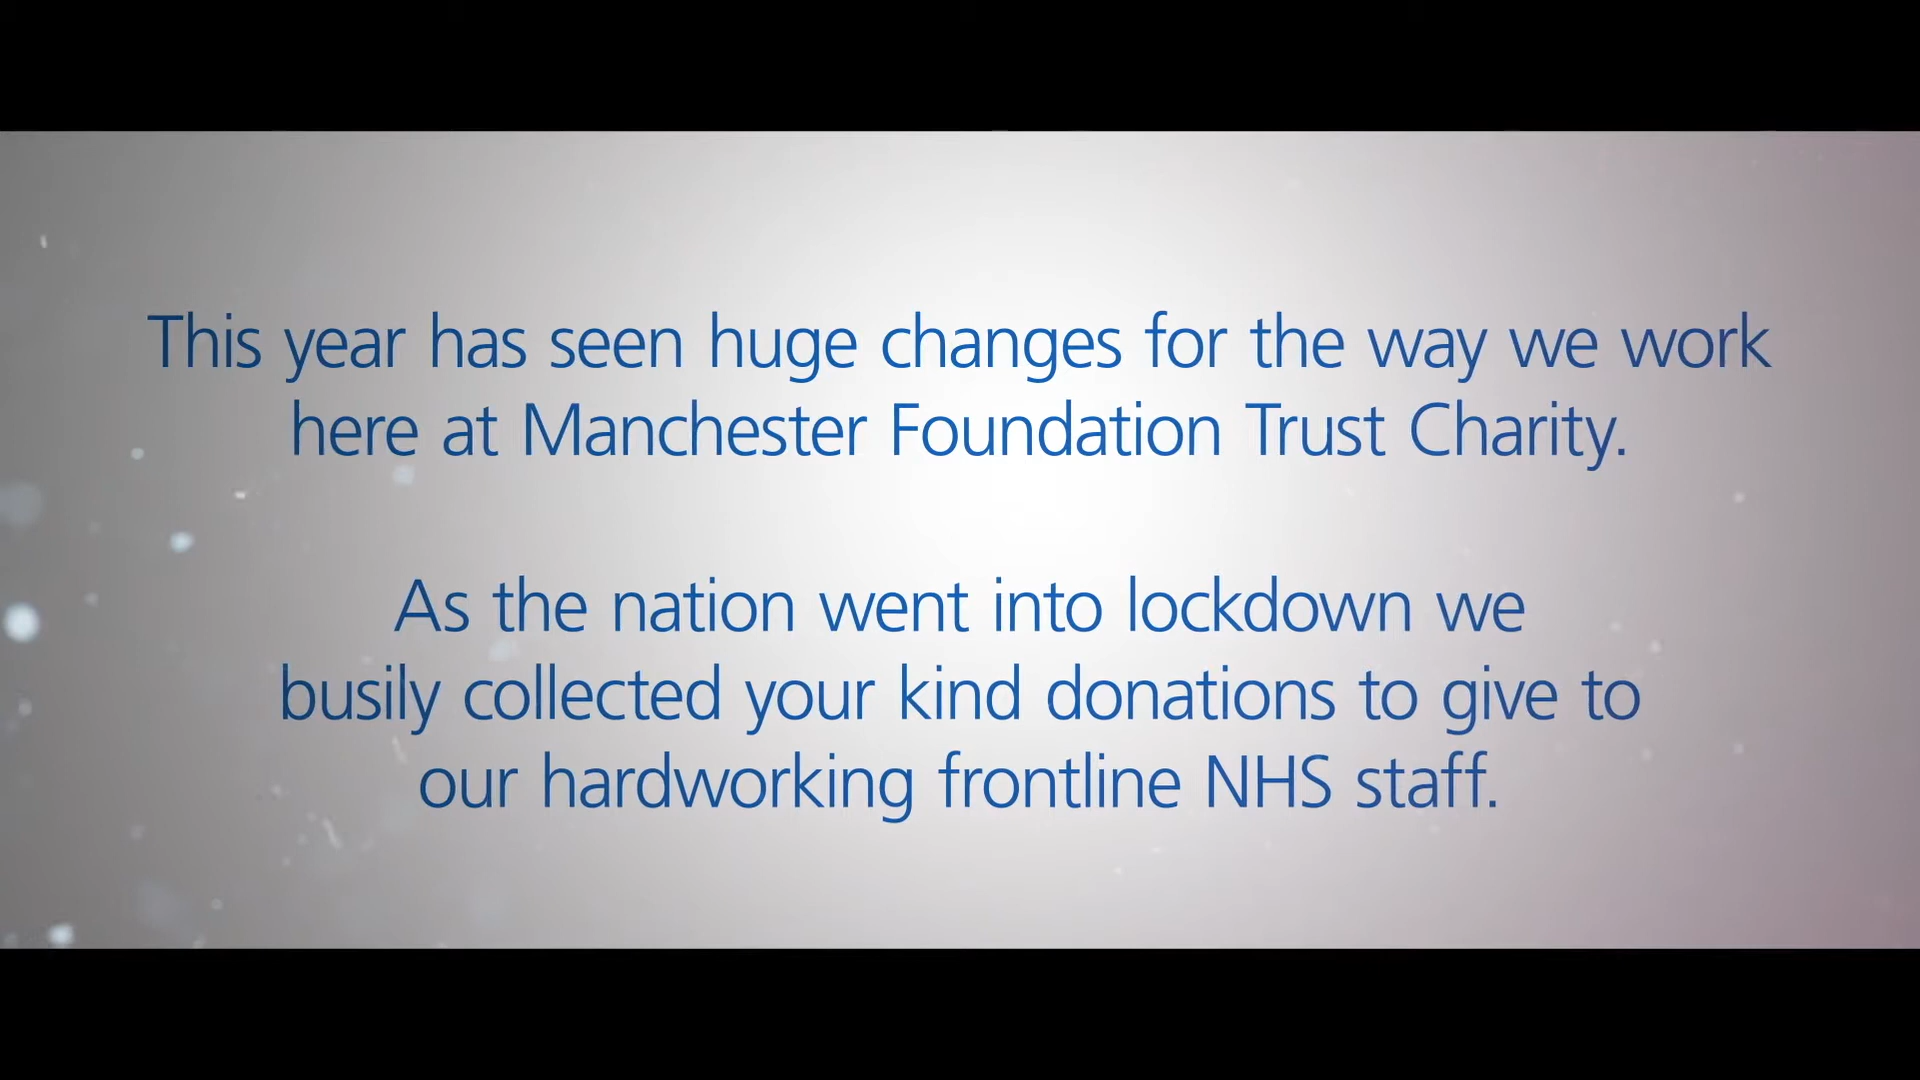 This year has seen huge changes for the way we work
here at Manchester Foundation Trust Charity.
As the nation went into lockdown we
busily collected your kind donations to give to
our hardworking frontline NHS staff.